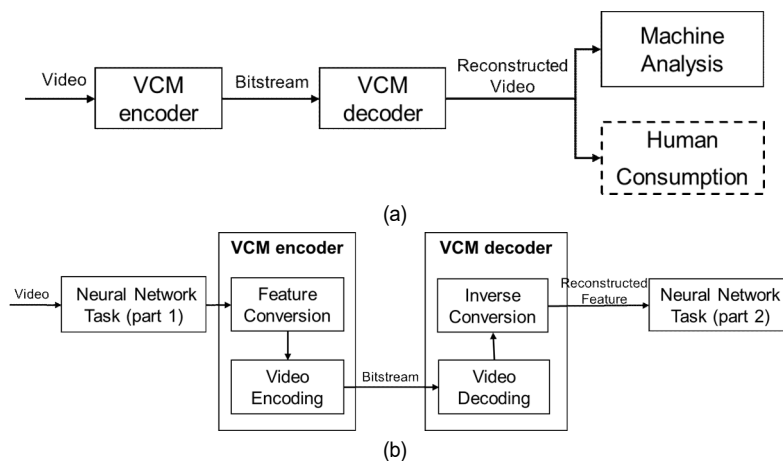 Video
VCM
encoder
Bitstream
VCM
decoder
Reconstructed
Video
Machine
Analysis
Human
Consumption
(a)
VCM encoder
VCM decoder
Video
Neural Network
Task (part 1)
Feature
Conversion
Video
Encoding
Bitstream
Inverse
Conversion
Video
Decoding
Reconstructed
Feature
Neural Network
Task (part 2)
(b)